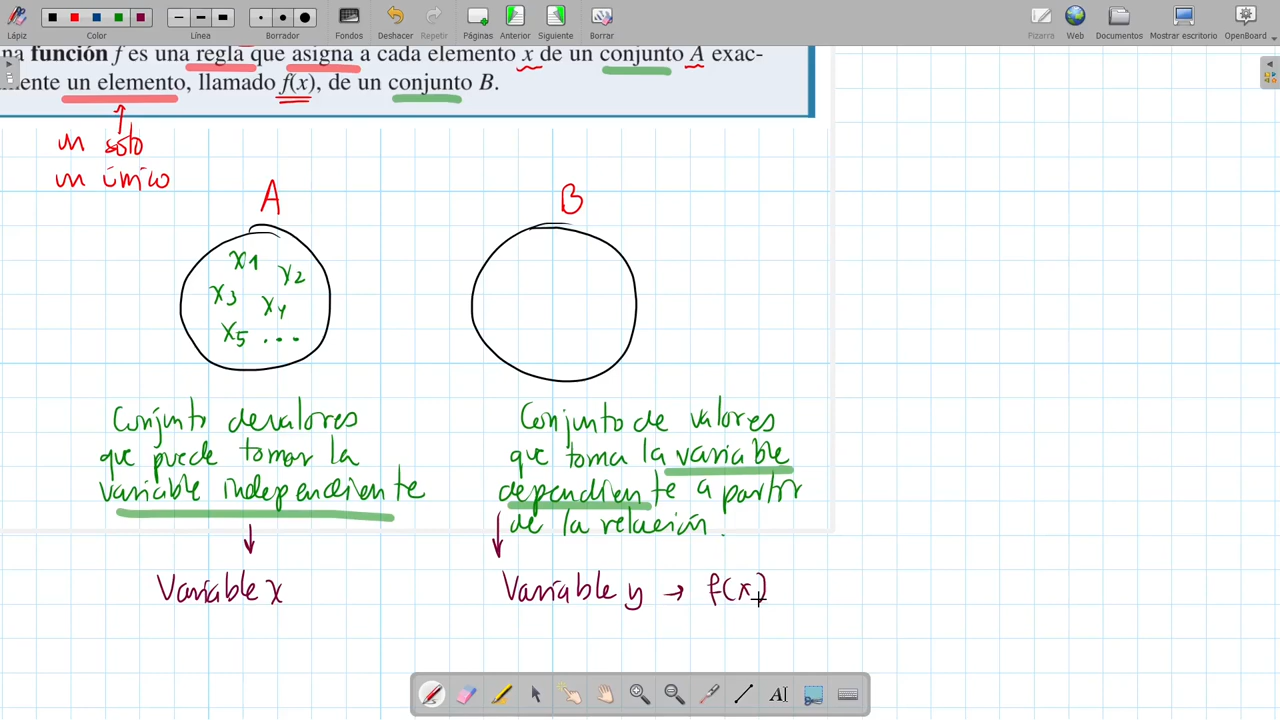 Lápiz Color Línea Borrador Fondos Deshacer Rehacer Páginas Anterior Siguiente Borrar Pizarra Web Documentos Mostrar escritorio OpenBoard
na función f es una regla que asigna a cada elemento x de un conjunto A exac-
mente un elemento, llamado f(x), de un conjunto B.
un solo
un único
A B
x1 x2
x3 x4
x5 ...
Conjunto de valores
que puede tomar la
variable independiente
Variable x
Conjunto de valores
que toma la variable
dependiente a partir
de la relación.
Variable y → f(x)
AI